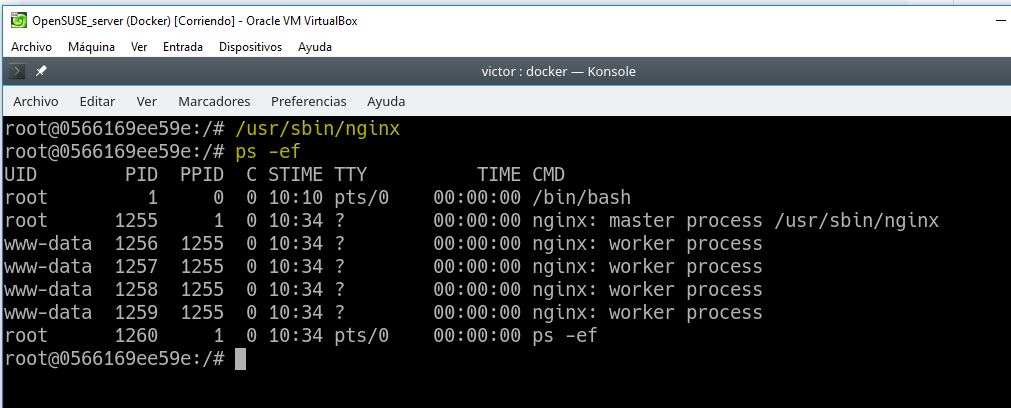 OpenSUSE_server (Docker) [Corriendo] - Oracle VM VirtualBox
Archivo Máquina Ver Entrada Dispositivos Ayuda
victor : docker — Konsole
Archivo Editar Ver Marcadores Preferencias Ayuda
root@0566169ee59e:/# /usr/sbin/nginx
root@0566169ee59e:/# ps -ef
UID        PID  PPID  C STIME TTY          TIME CMD
root         1     0  0 10:10 pts/0    00:00:00 /bin/bash
root      1255     1  0 10:34 ?        00:00:00 nginx: master process /usr/sbin/nginx
www-data  1256  1255  0 10:34 ?        00:00:00 nginx: worker process
www-data  1257  1255  0 10:34 ?        00:00:00 nginx: worker process
www-data  1258  1255  0 10:34 ?        00:00:00 nginx: worker process
www-data  1259  1255  0 10:34 ?        00:00:00 nginx: worker process
root      1260     1  0 10:34 pts/0    00:00:00 ps -ef
root@0566169ee59e:/#